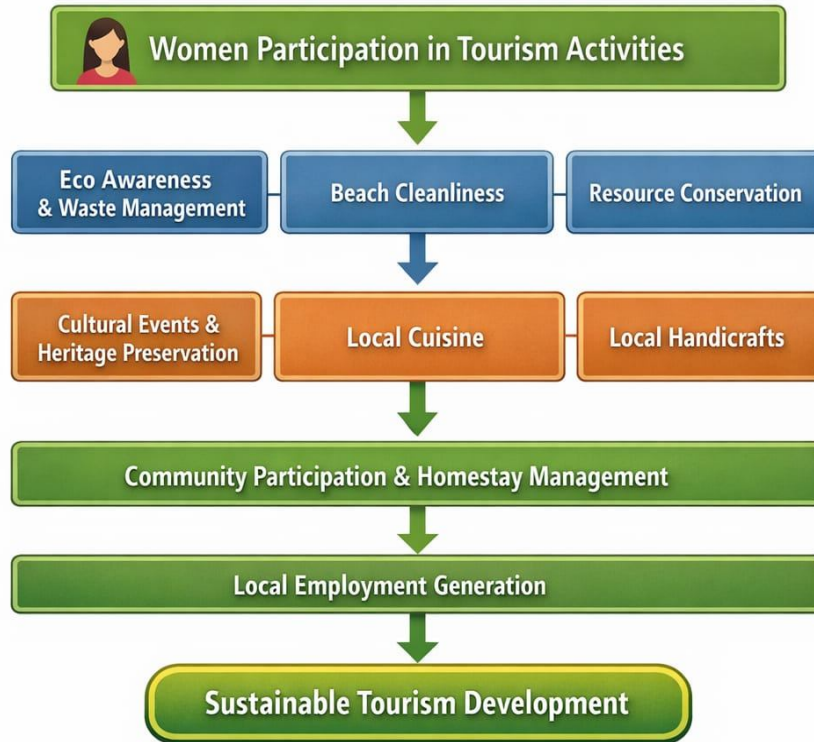 Women Participation in Tourism Activities
Eco Awareness
& Waste Management
Beach Cleanliness
Resource Conservation
Cultural Events &
Heritage Preservation
Local Cuisine
Local Handicrafts
Community Participation & Homestay Management
Local Employment Generation
Sustainable Tourism Development